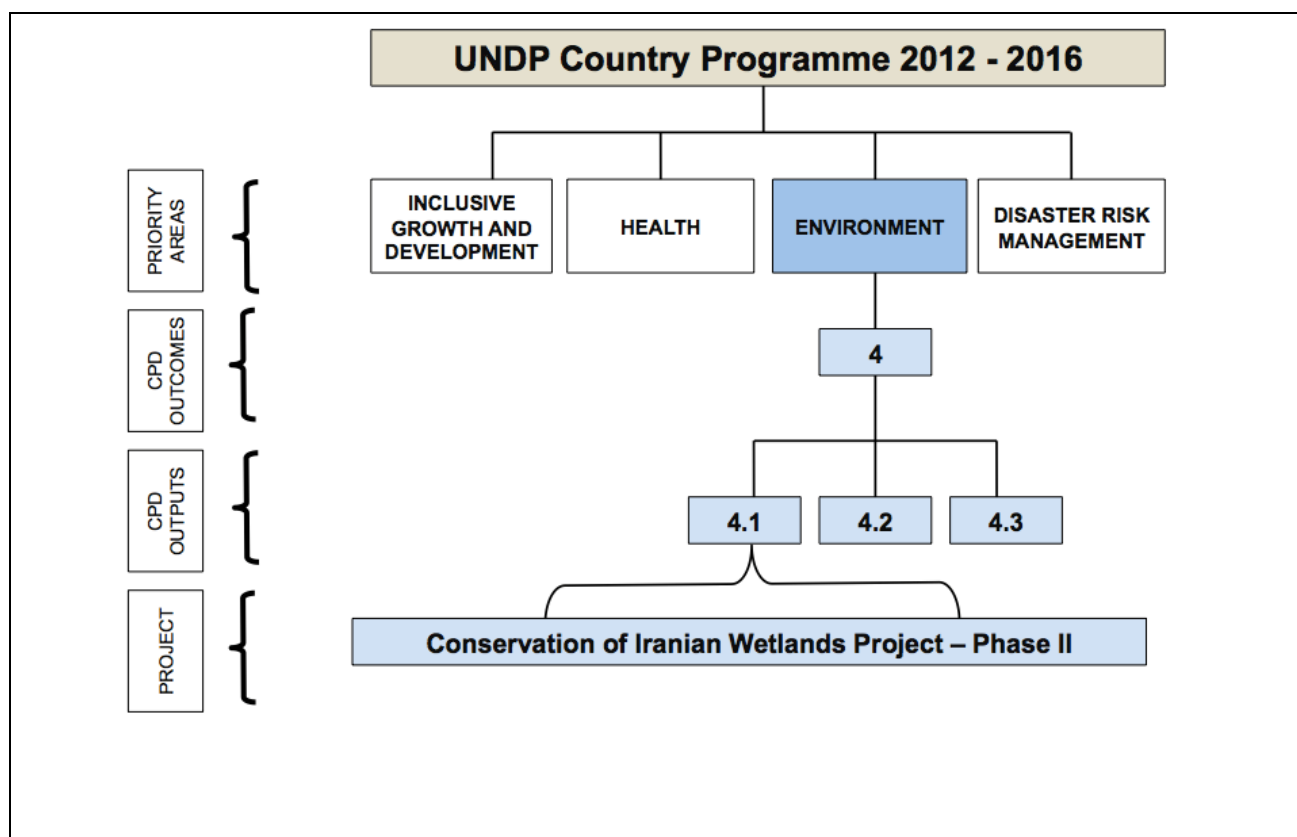 UNDP Country Programme 2012 - 2016
PRIORITY
AREAS
INCLUSIVE
GROWTH AND
DEVELOPMENT
HEALTH
ENVIRONMENT
DISASTER RISK
MANAGEMENT
CPD
OUTCOMES
4
CPD
OUTPUTS
4.1
4.2
4.3
PROJECT
Conservation of Iranian Wetlands Project – Phase II